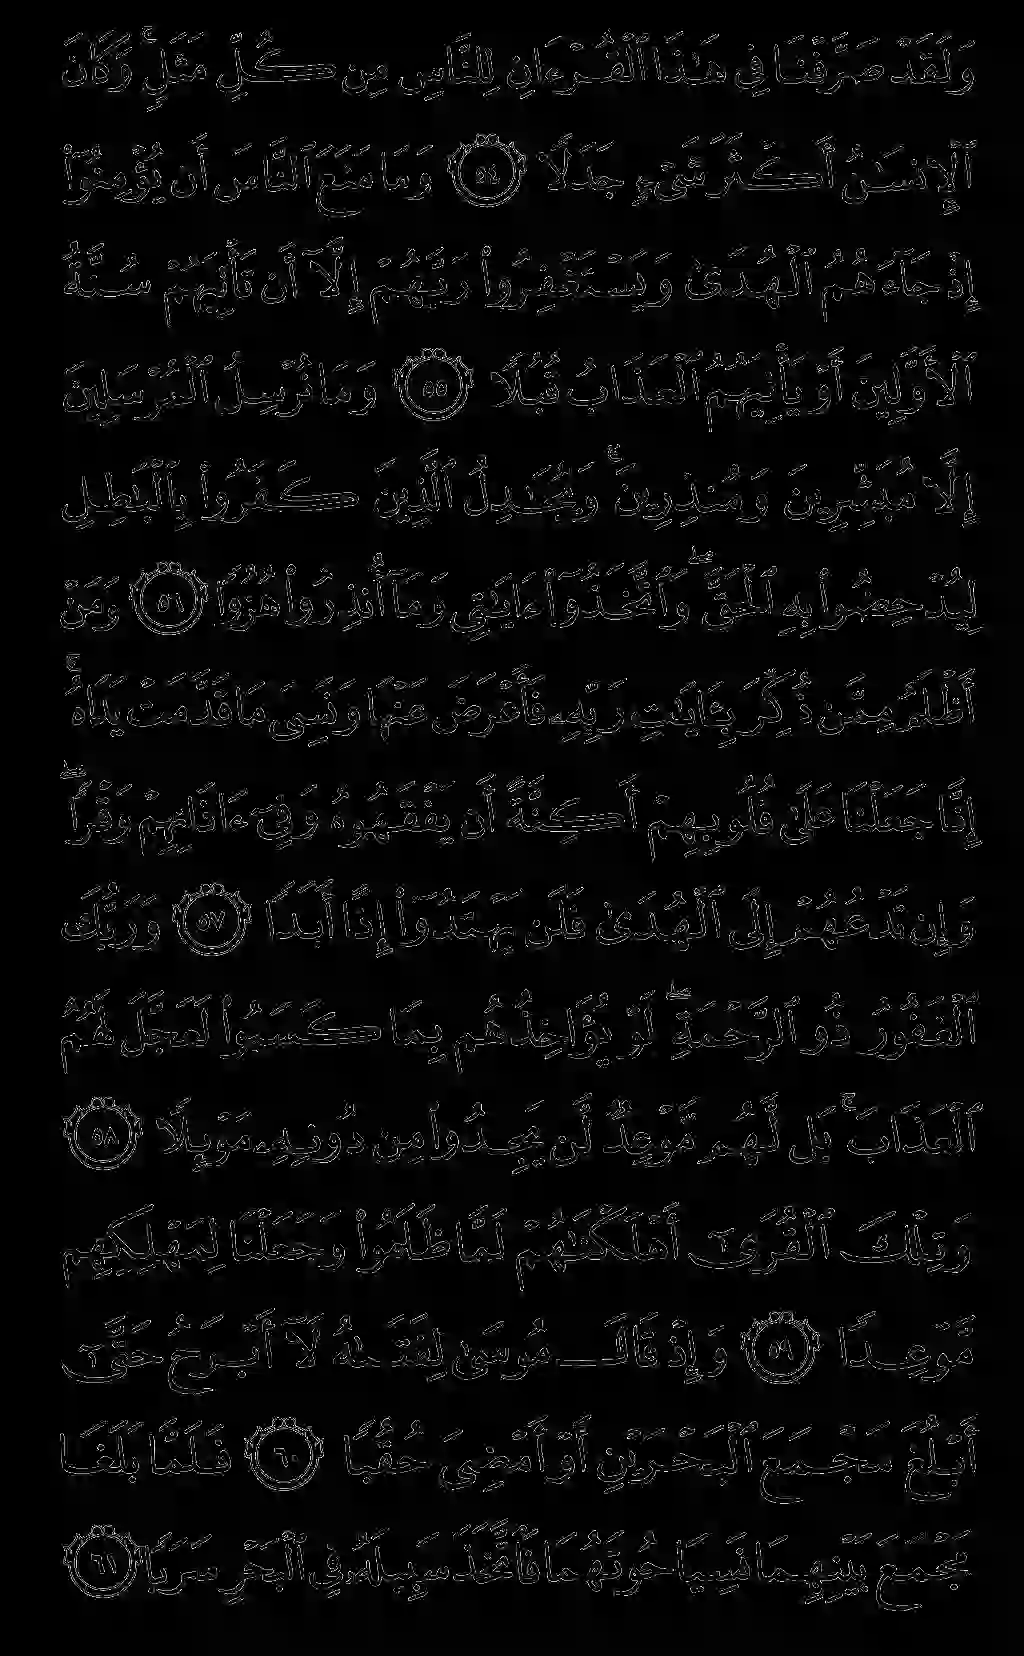 وَلَقَدْ صَرَّفْنَا فِي هَٰذَا ٱلْقُرْءَانِ لِلنَّاسِ مِن كُلِّ مَثَلٍۚ وَكَانَ
ٱلْإِنسَٰنُ أَكْثَرَ شَىْءٍ جَدَلًا ٥٤ وَمَا مَنَعَ ٱلنَّاسَ أَن يُؤْمِنُوٓا۟
إِذْ جَآءَهُمُ ٱلْهُدَىٰ وَيَسْتَغْفِرُوا۟ رَبَّهُمْ إِلَّآ أَن تَأْتِيَهُمْ سُنَّةُ
ٱلْأَوَّلِينَ أَوْ يَأْتِيَهُمُ ٱلْعَذَابُ قُبُلًا ٥٥ وَمَا نُرْسِلُ ٱلْمُرْسَلِينَ
إِلَّا مُبَشِّرِينَ وَمُنذِرِينَۚ وَيُجَٰدِلُ ٱلَّذِينَ كَفَرُوا۟ بِٱلْبَٰطِلِ
لِيُدْحِضُوا۟ بِهِ ٱلْحَقَّۖ وَٱتَّخَذُوٓا۟ ءَايَٰتِي وَمَآ أُنذِرُوا۟ هُزُوًا ٥٦ وَمَنْ
أَظْلَمُ مِمَّن ذُكِّرَ بِـَٔايَٰتِ رَبِّهِۦ فَأَعْرَضَ عَنْهَا وَنَسِىَ مَا قَدَّمَتْ يَدَاهُۚ
إِنَّا جَعَلْنَا عَلَىٰ قُلُوبِهِمْ أَكِنَّةً أَن يَفْقَهُوهُ وَفِىٓ ءَاذَانِهِمْ وَقْرًاۖ
وَإِن تَدْعُهُمْ إِلَى ٱلْهُدَىٰ فَلَن يَهْتَدُوٓا۟ إِذًا أَبَدًا ٥٧ وَرَبُّكَ
ٱلْغَفُورُ ذُو ٱلرَّحْمَةِۖ لَوْ يُؤَاخِذُهُم بِمَا كَسَبُوا۟ لَعَجَّلَ لَهُمُ
ٱلْعَذَابَۚ بَل لَّهُم مَّوْعِدٌ لَّن يَجِدُوا۟ مِن دُونِهِۦ مَوْئِلًا ٥٨
وَتِلْكَ ٱلْقُرَىٰٓ أَهْلَكْنَٰهُمْ لَمَّا ظَلَمُوا۟ وَجَعَلْنَا لِمَهْلِكِهِم
مَّوْعِدًا ٥٩ وَإِذْ قَالَ مُوسَىٰ لِفَتَىٰهُ لَآ أَبْرَحُ حَتَّىٰٓ
أَبْلُغَ مَجْمَعَ ٱلْبَحْرَيْنِ أَوْ أَمْضِىَ حُقُبًا ٦٠ فَلَمَّا بَلَغَا
مَجْمَعَ بَيْنِهِمَا نَسِيَا حُوتَهُمَا فَٱتَّخَذَ سَبِيلَهُۥ فِي ٱلْبَحْرِ سَرَبًا ٦١